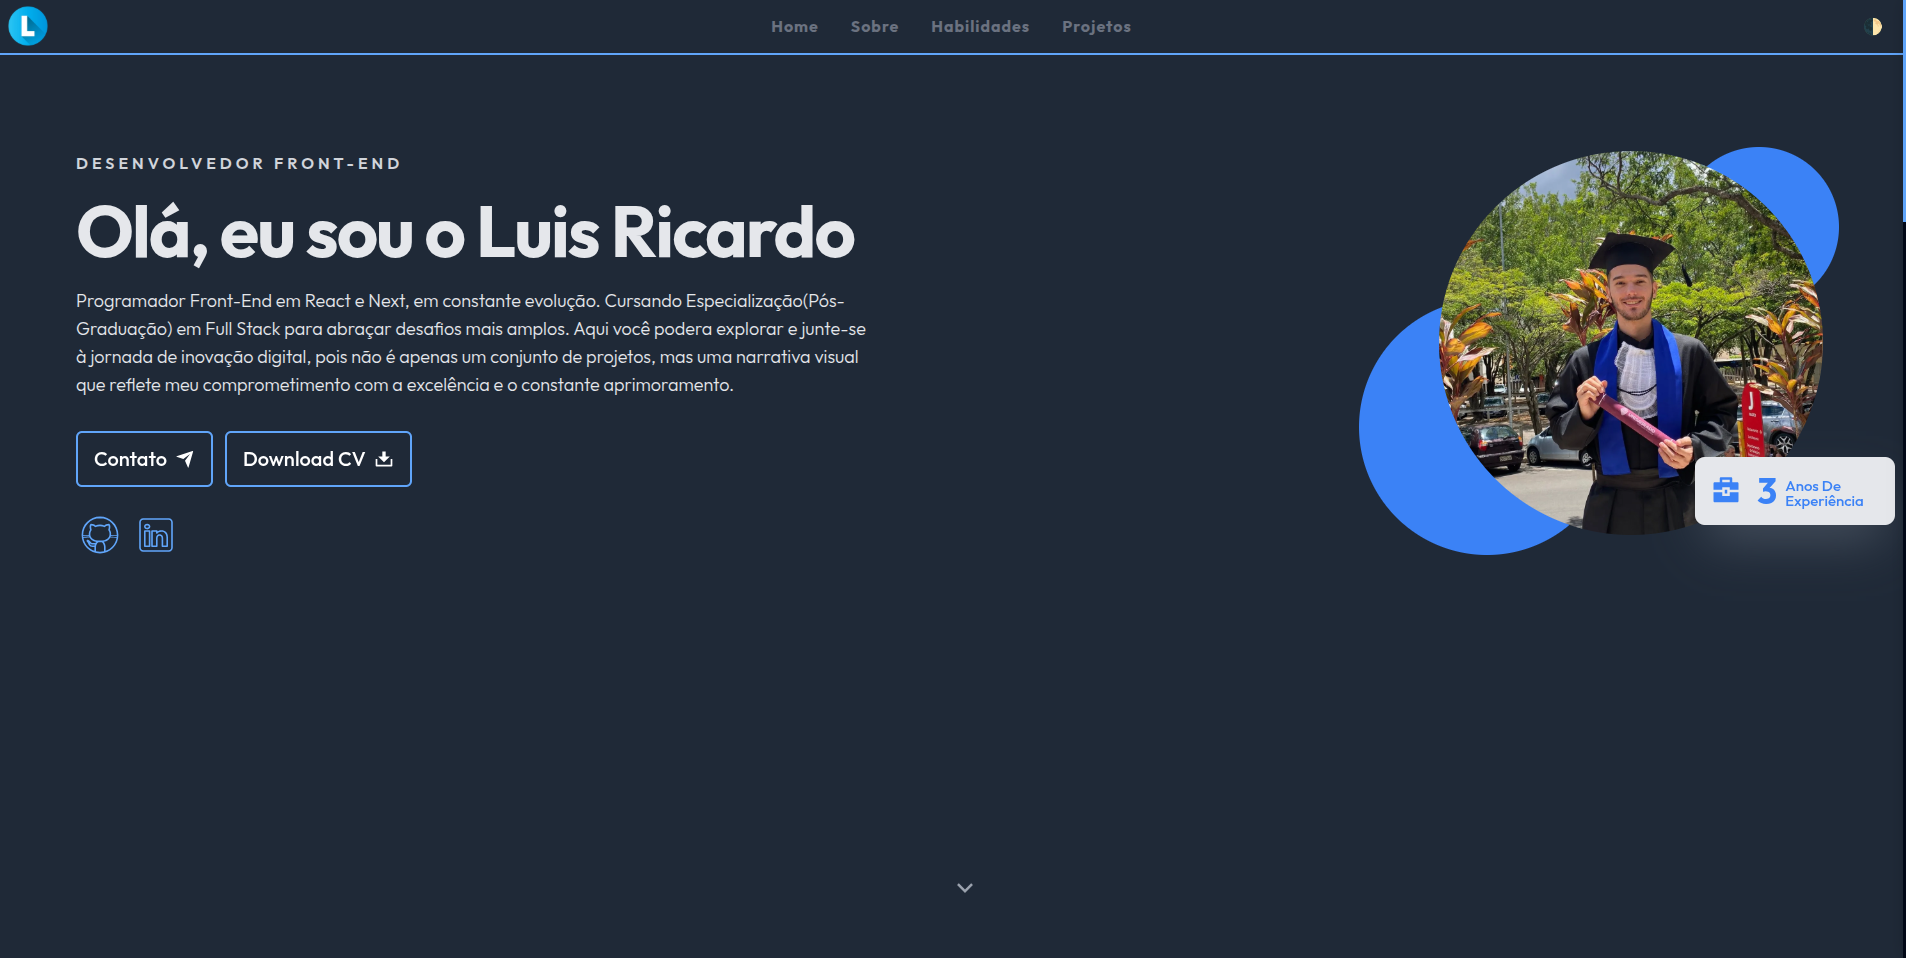 L
Home Sobre Habilidades Projetos
DESENVOLVEDOR FRONT-END
Olá, eu sou o Luis Ricardo
Programador Front-End em React e Next, em constante evolução. Cursando Especialização(Pós-
Graduação) em Full Stack para abraçar desafios mais amplos. Aqui você podera explorar e junte-se
à jornada de inovação digital, pois não é apenas um conjunto de projetos, mas uma narrativa visual
que reflete meu comprometimento com a excelência e o constante aprimoramento.
Contato
Download CV
in
J
3 Anos De
Experiência